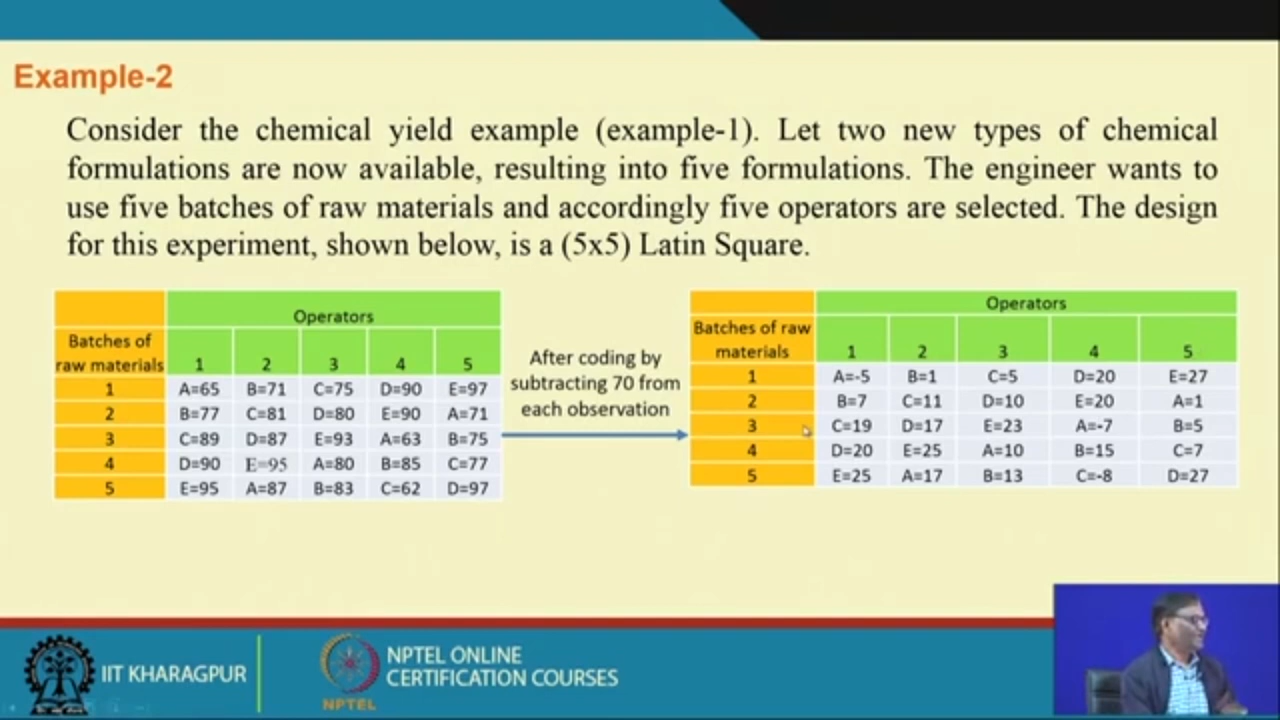 Example-2
Consider the chemical yield example (example-1). Let two new types of chemical
formulations are now available, resulting into five formulations. The engineer wants to
use five batches of raw materials and accordingly five operators are selected. The design
for this experiment, shown below, is a (5x5) Latin Square.
Operators
Batches of
raw materials 1 2 3 4 5
1 A=65 B=71 C=75 D=90 E=97
2 B=77 C=81 D=80 E=90 A=71
3 C=89 D=87 E=93 A=63 B=75
4 D=90 E=95 A=80 B=85 C=77
5 E=95 A=87 B=83 C=62 D=97
After coding by
subtracting 70 from
each observation
Operators
Batches of raw
materials 1 2 3 4 5
1 A=-5 B=1 C=5 D=20 E=27
2 B=7 C=11 D=10 E=20 A=1
3 C=19 D=17 E=23 A=-7 B=5
4 D=20 E=25 A=10 B=15 C=7
5 E=25 A=17 B=13 C=-8 D=27
IIT KHARAGPUR
NPTEL
NPTEL ONLINE
CERTIFICATION COURSES